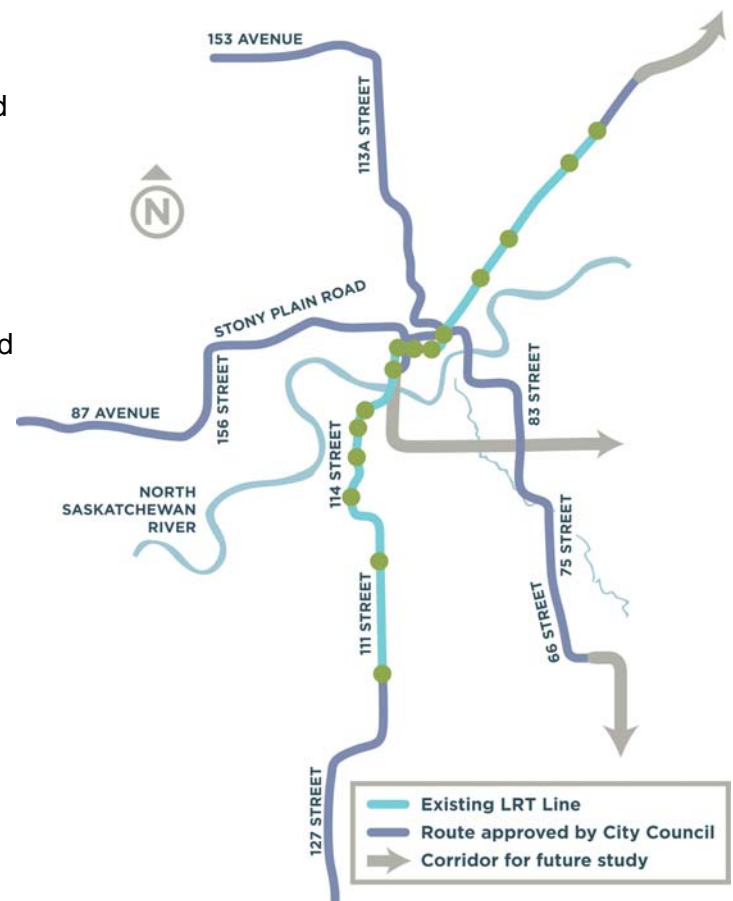 153 AVENUE
d
113A STREET
N
STONY PLAIN ROAD
d
83 STREET
87 AVENUE
156 STREET
114 STREET
NORTH
SASKATCHEWAN
RIVER
75 STREET
111 STREET
66 STREET
127 STREET
Existing LRT Line
Route approved by City Council
Corridor for future study